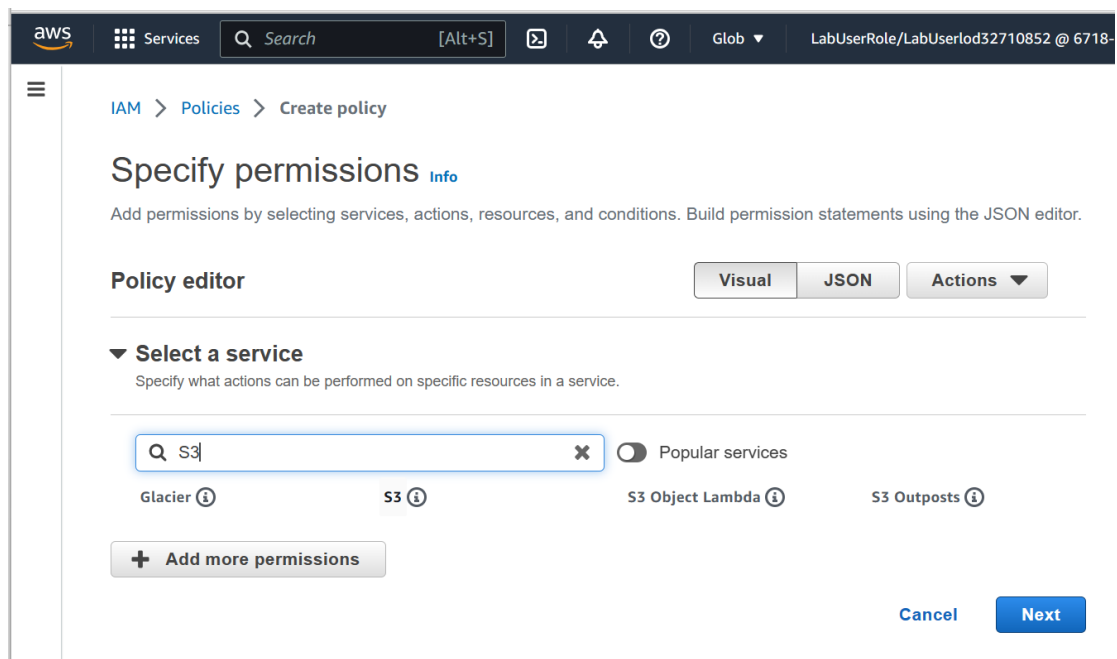 aws Services Search [Alt+S] Glob LabUserRole/LabUserlod32710852 @ 6718-
IAM > Policies > Create policy
Specify permissions Info
Add permissions by selecting services, actions, resources, and conditions. Build permission statements using the JSON editor.
Policy editor Visual JSON Actions
Select a service
Specify what actions can be performed on specific resources in a service.
S3 Popular services
Glacier S3 S3 Object Lambda S3 Outposts
Add more permissions
Cancel Next